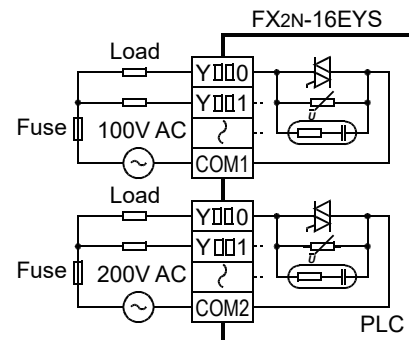 FX2N-16EYS
Load
Y▯▯0
Y▯▯1
Fuse
100V AC
COM1
U
Load
Y▯▯0
Y▯▯1
Fuse
200V AC
COM2
U
PLC